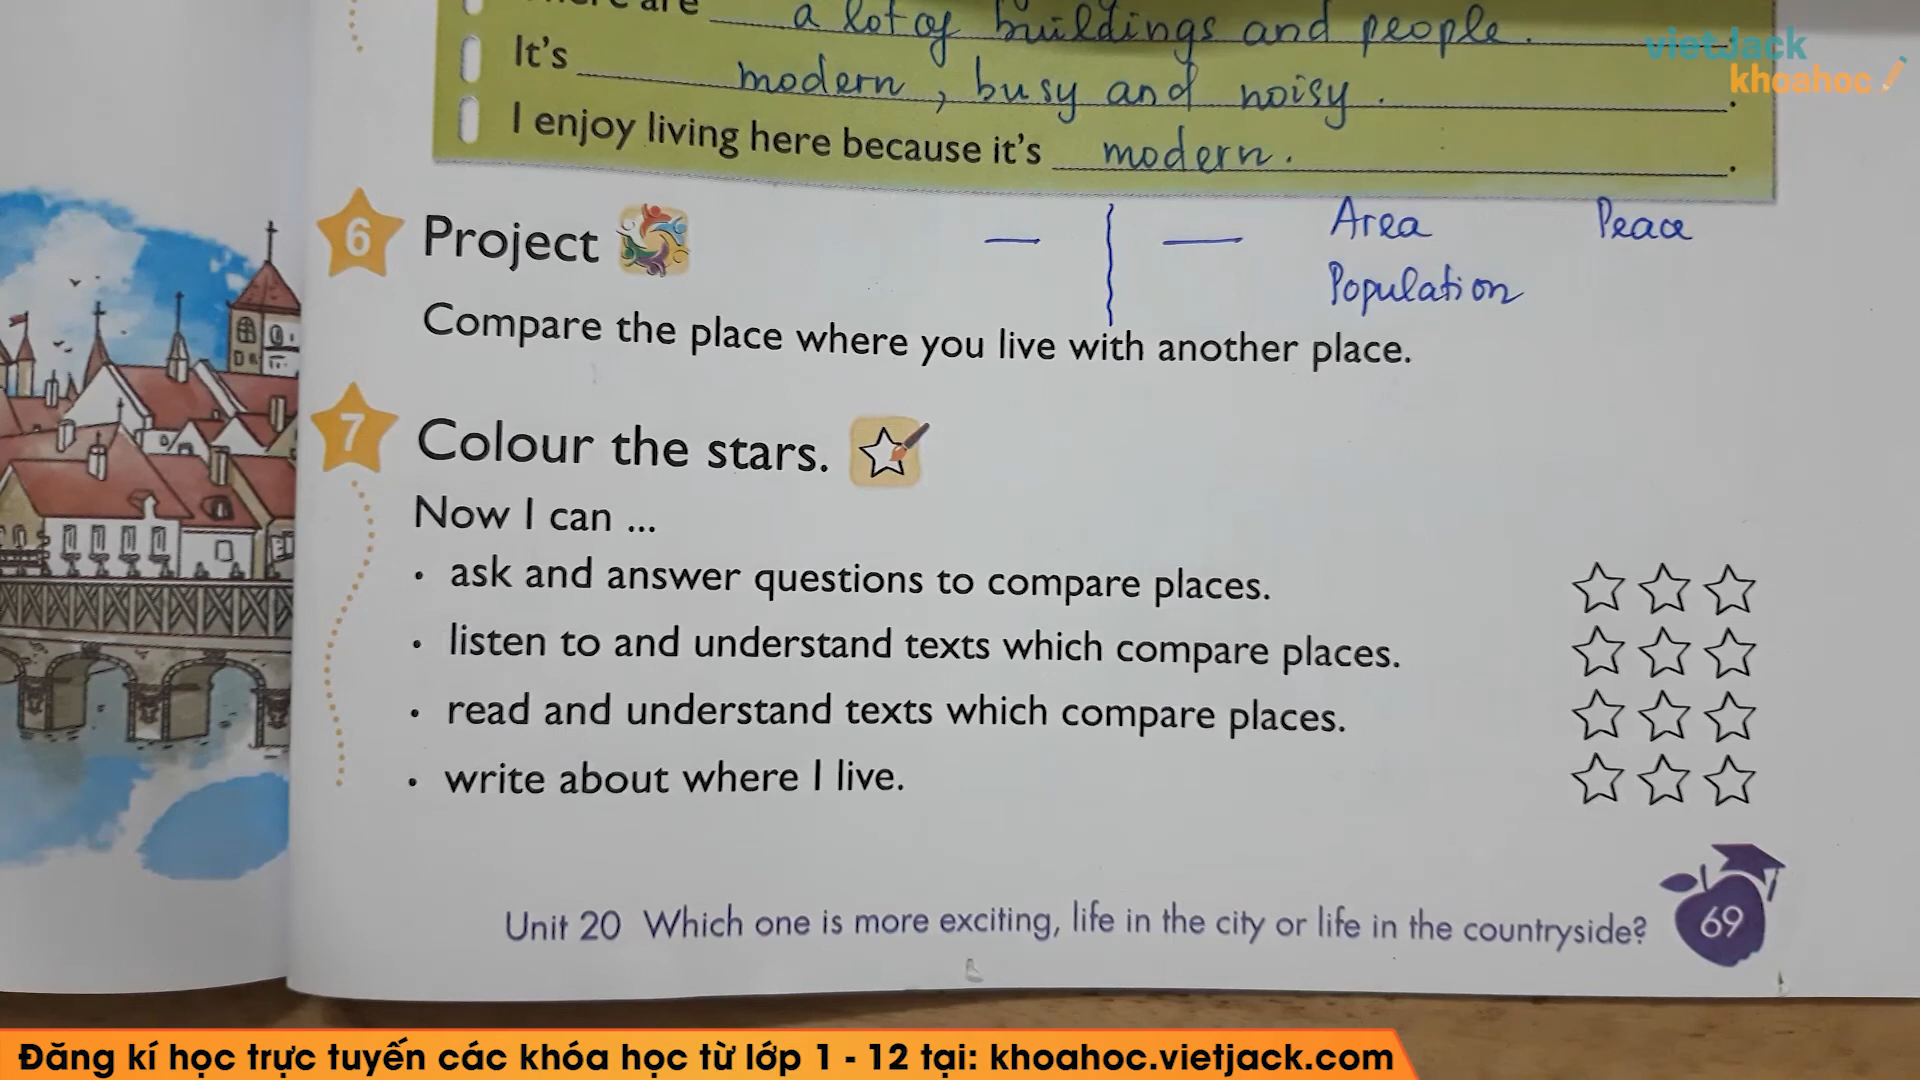 are a lot of buildings and people.
It's modern, busy and noisy.
I enjoy living here because it's modern.
vietJack
khoahoc
6 Project
Area Peace
Population
Compare the place where you live with another place.
7 Colour the stars.
Now I can ...
• ask and answer questions to compare places.
• listen to and understand texts which compare places.
• read and understand texts which compare places.
• write about where I live.
Unit 20 Which one is more exciting, life in the city or life in the countryside? 69
Đăng kí học trực tuyến các khóa học từ lớp 1 - 12 tại: khoahoc.vietjack.com